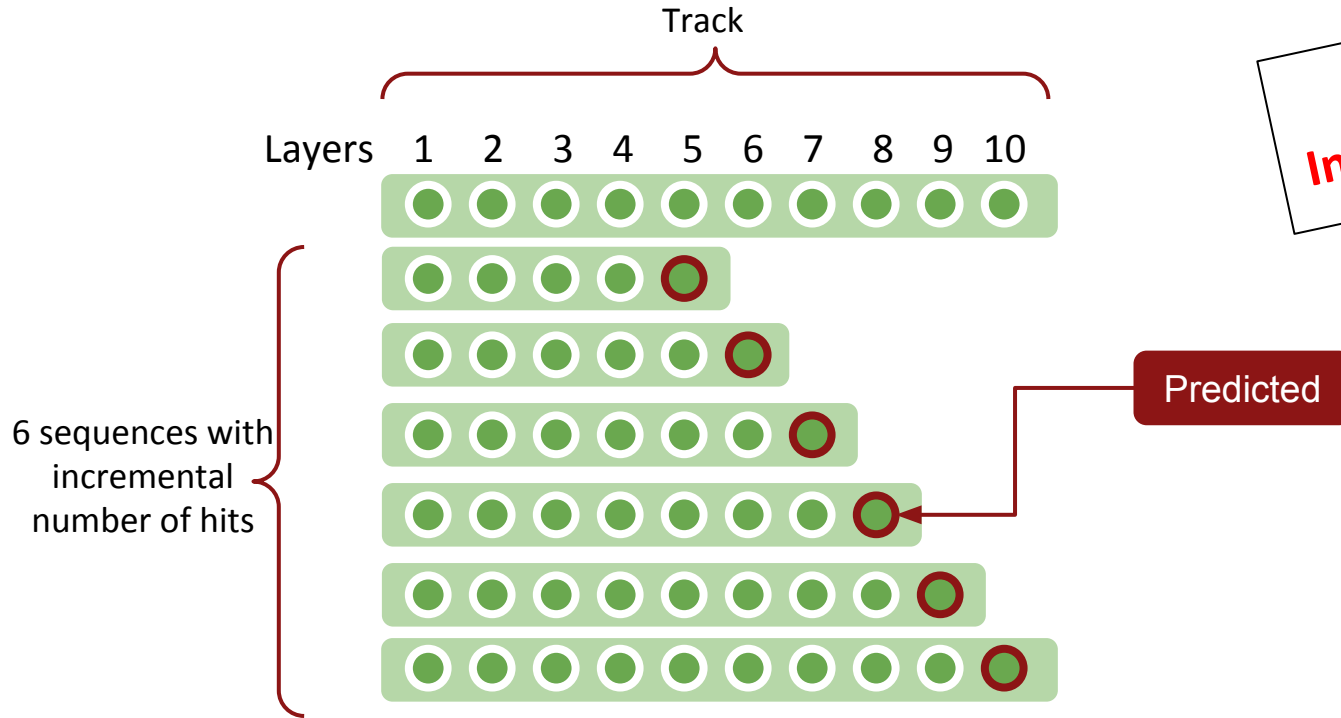 Track
Layers 1 2 3 4 5 6 7 8 9 10
6 sequences with
incremental
number of hits
Predicted